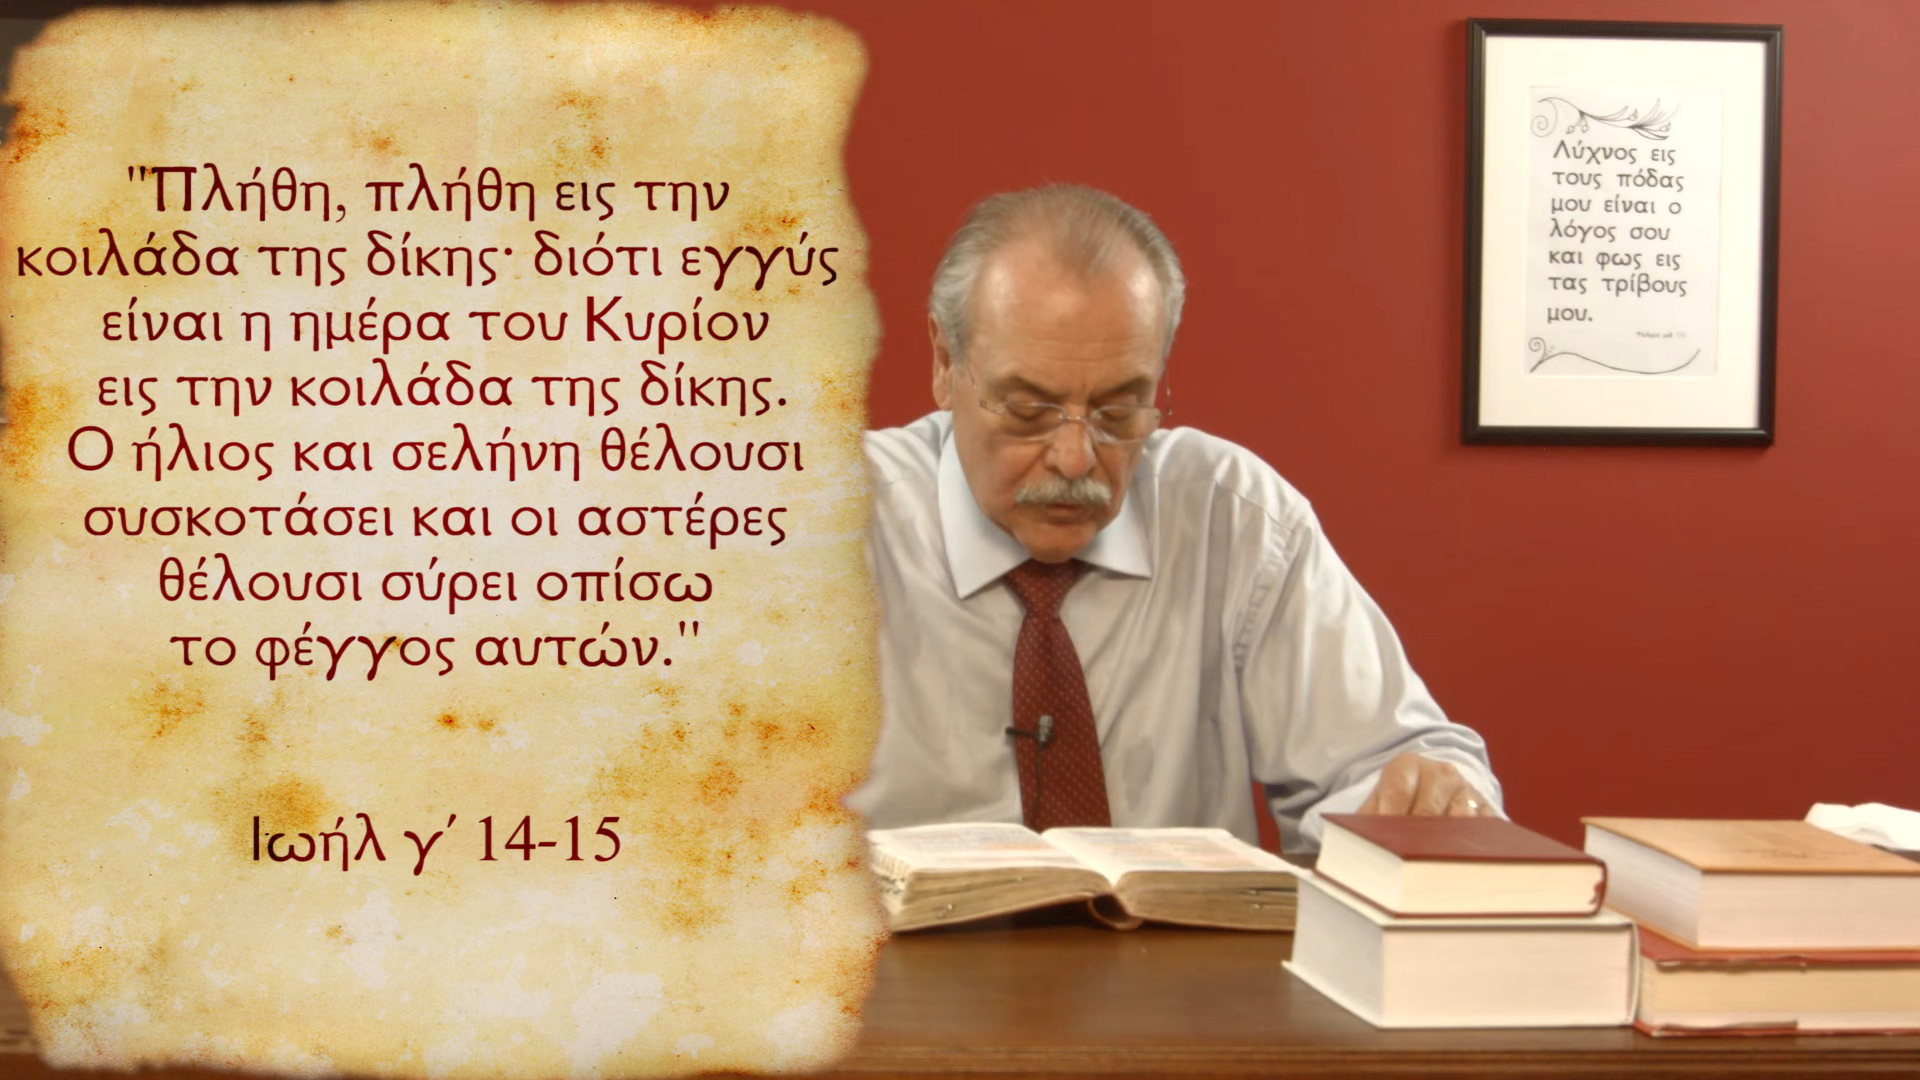 "Πλήθη, πλήθη εις την
κοιλάδα της δίκης· διότι εγγύς
είναι η ημέρα του Κυρίον
εις την κοιλάδα της δίκης.
Ο ήλιος και σελήνη θέλουσι
συσκοτάσει και οι αστέρες
θέλουσι σύρει οπίσω
το φέγγος αυτών."
Ιωήλ γ΄ 14-15
Λύχνος εις
τους πόδας
μου είναι ο
λόγος σου
και φως εις
τας τρίβους
μου.